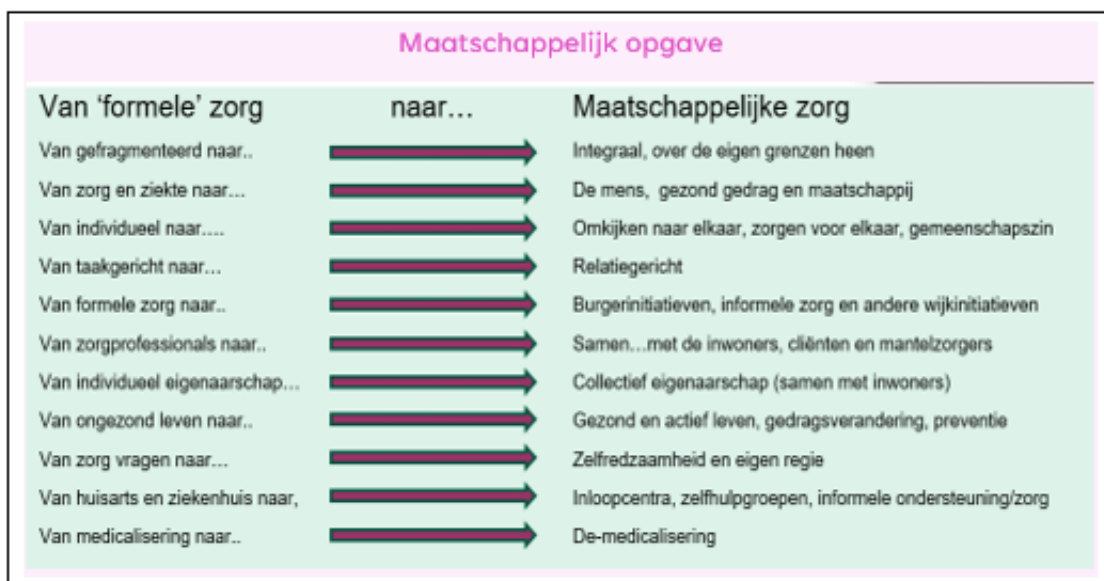 Maatschappelijk opgave
Van ‘formele’ zorg naar… Maatschappelijke zorg
Van gefragmenteerd naar.. Integraal, over de eigen grenzen heen
Van zorg en ziekte naar… De mens, gezond gedrag en maatschappij
Van individueel naar…. Omkijken naar elkaar, zorgen voor elkaar, gemeenschapszin
Van taakgericht naar… Relatiegericht
Van formele zorg naar.. Burgerinitiatieven, informele zorg en andere wijkinitiatieven
Van zorgprofessionals naar.. Samen…met de inwoners, cliënten en mantelzorgers
Van individueel eigenaarschap… Collectief eigenaarschap (samen met inwoners)
Van ongezond leven naar.. Gezond en actief leven, gedragsverandering, preventie
Van zorg vragen naar… Zelfredzaamheid en eigen regie
Van huisarts en ziekenhuis naar, Inloopcentra, zelfhulpgroepen, informele ondersteuning/zorg
Van medicalisering naar.. De-medicalisering